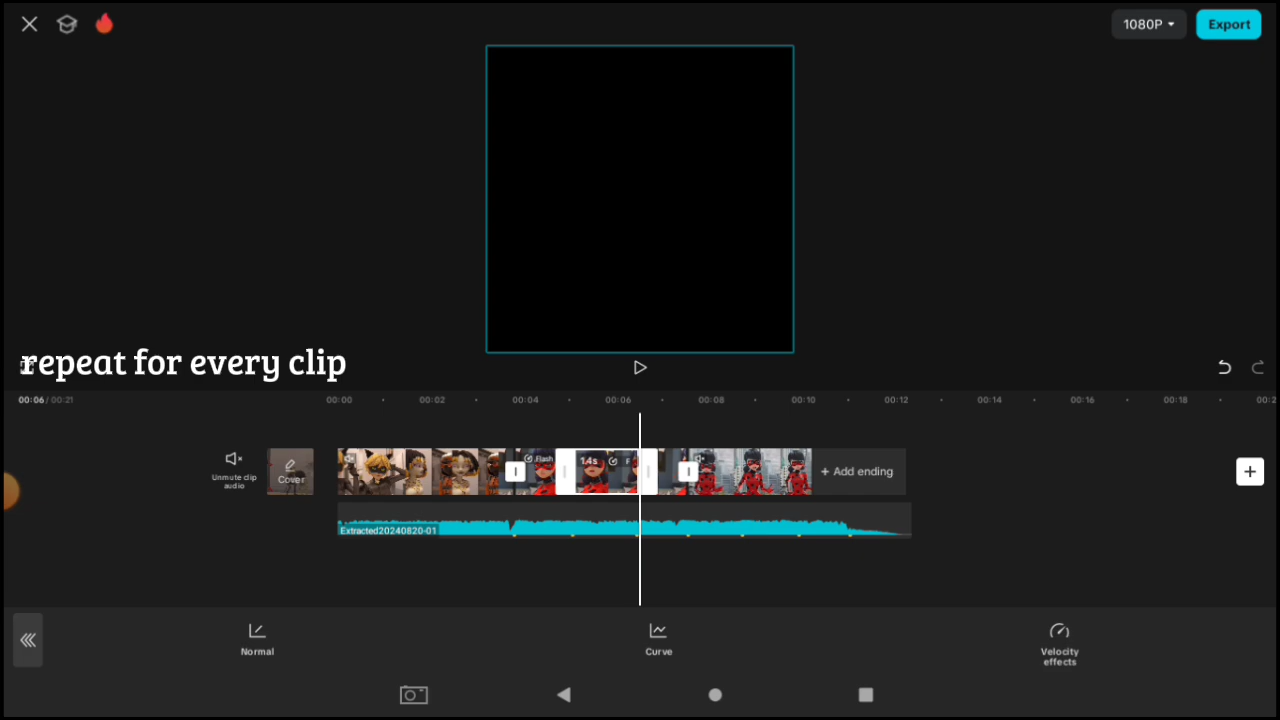 1080P
Export
repeat for every clip
00:06 / 00:21
00:00
00:02
00:04
00:06
00:08
00:10
00:12
00:14
00:16
00:18
Unmute clip
audio
Cover
Flash
1.4s
F
+ Add ending
Extracted20240820-01
Normal
Curve
Velocity
effects